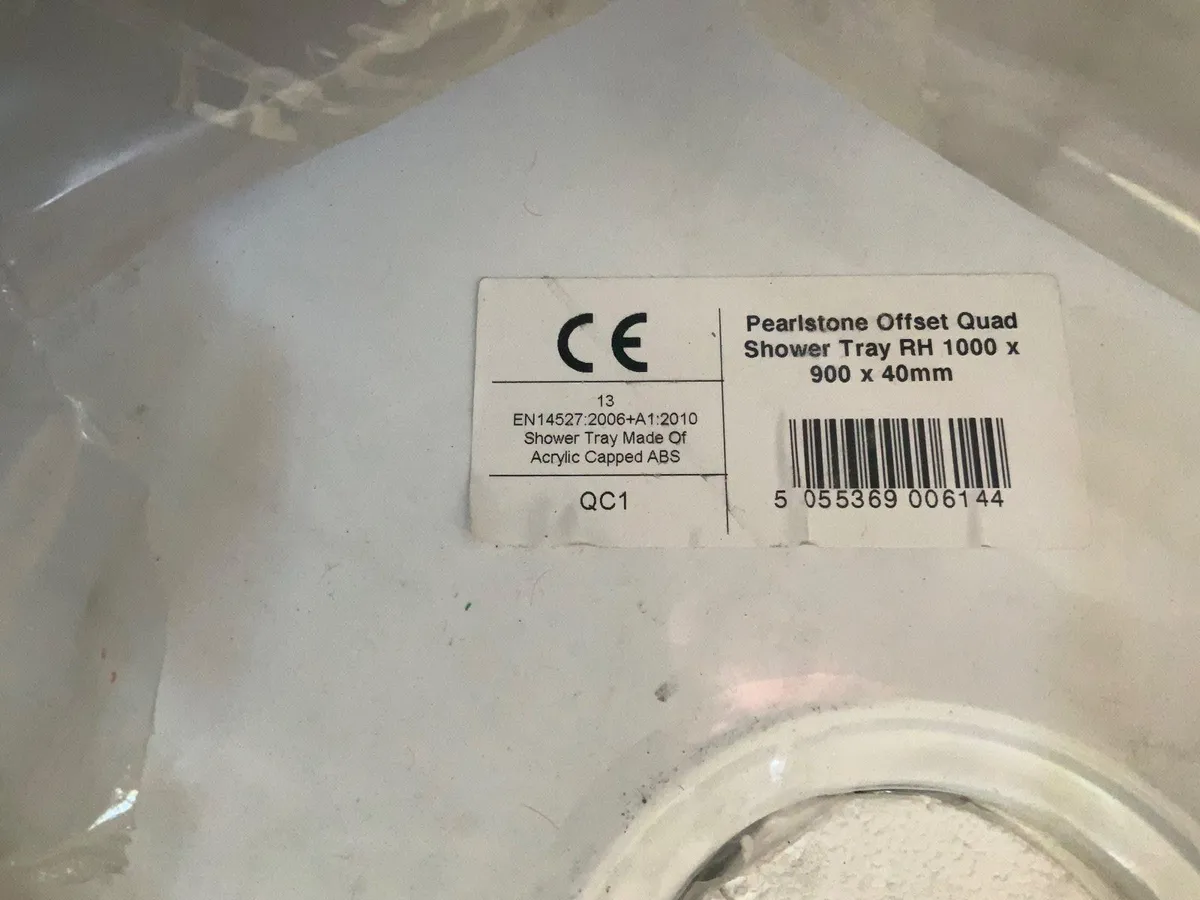 CE
13
EN14527:2006+A1:2010
Shower Tray Made Of
Acrylic Capped ABS
QC1
Pearlstone Offset Quad
Shower Tray RH 1000 x
900 x 40mm
5 055369 006144